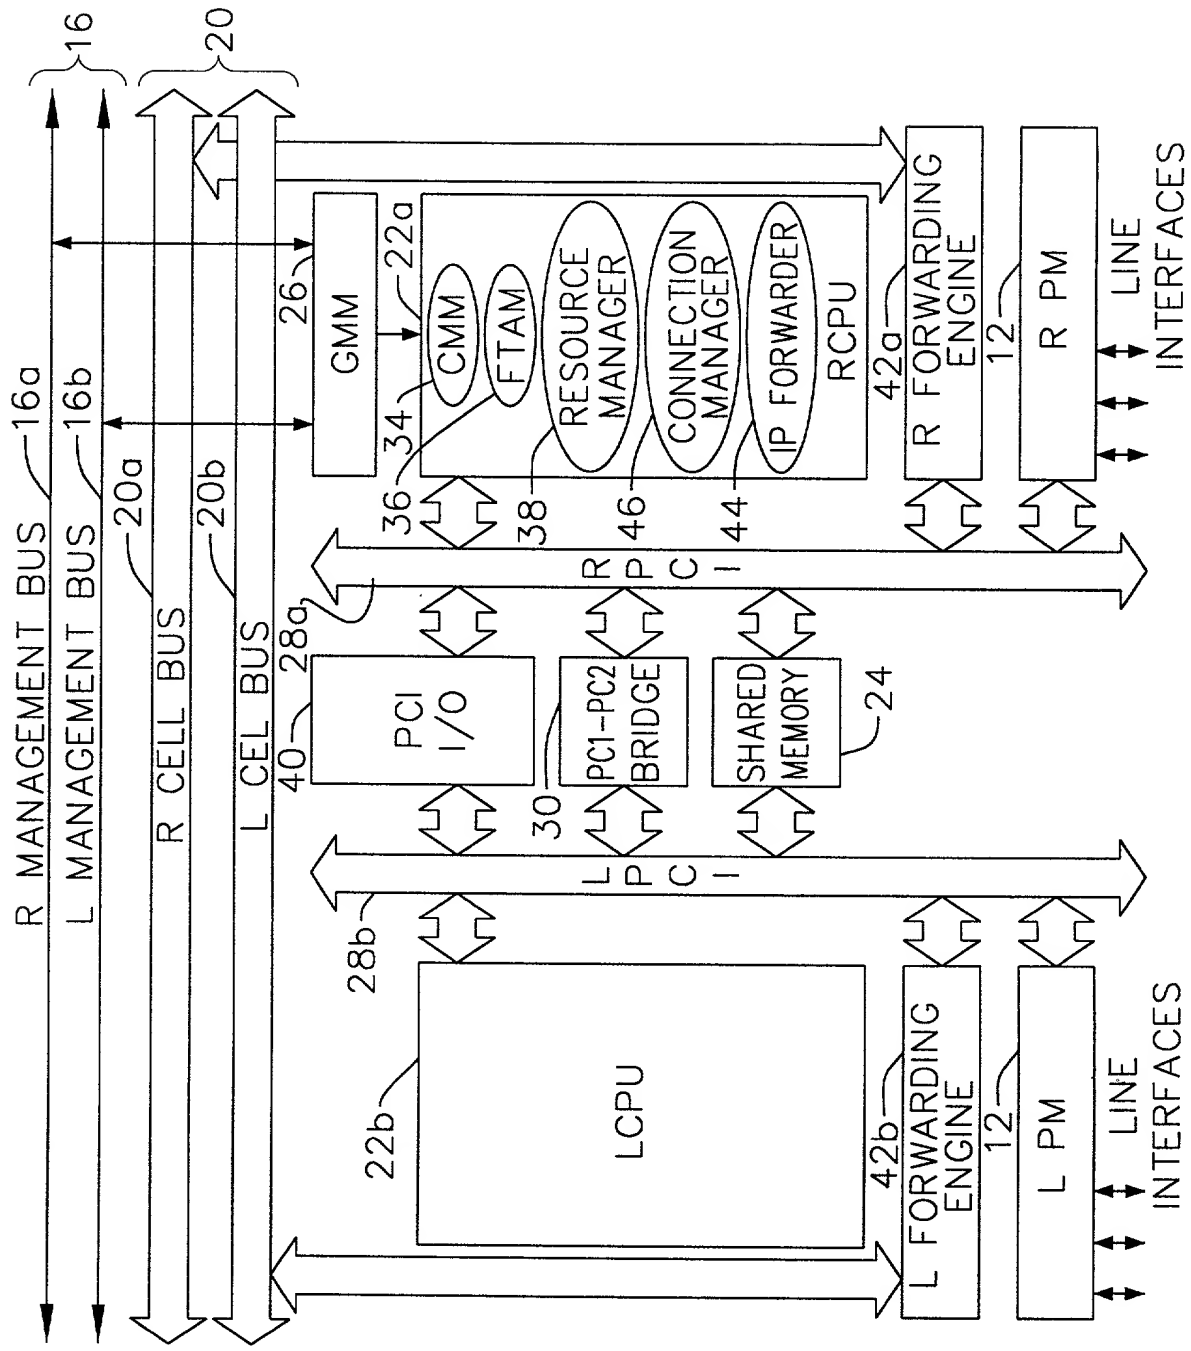 R MANAGEMENT BUS 16a
16
L MANAGEMENT BUS 16b
20a
R CELL BUS
20
20b
L CEL BUS
40
28a
26
GMM
28b
PCI
I/O
22b
LCPU
L
P
C
I
30
PC1-PC2
BRIDGE
SHARED
MEMORY
24
R
P
C
I
22a
34
CMM
36
FTAM
38
RESOURCE
MANAGER
46
CONNECTION
MANAGER
44
IP FORWARDER
RCPU
42b
L FORWARDING
ENGINE
42a
R FORWARDING
ENGINE
12
L PM
12
R PM
LINE
INTERFACES
LINE
INTERFACES